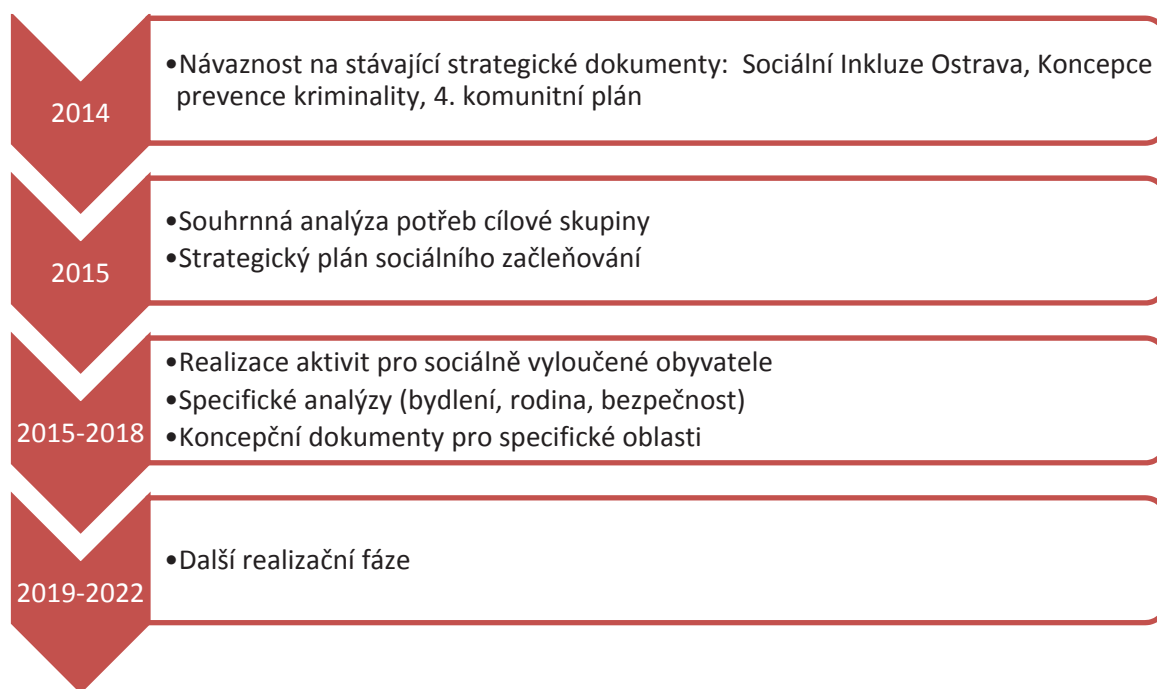 2014
•Návaznost na stávající strategické dokumenty: Sociální Inkluze Ostrava, Koncepce
prevence kriminality, 4. komunitní plán
2015
•Souhrnná analýza potřeb cílové skupiny
•Strategický plán sociálního začleňování
2015-2018
•Realizace aktivit pro sociálně vyloučené obyvatele
•Specifické analýzy (bydlení, rodina, bezpečnost)
•Koncepční dokumenty pro specifické oblasti
2019-2022
•Další realizační fáze